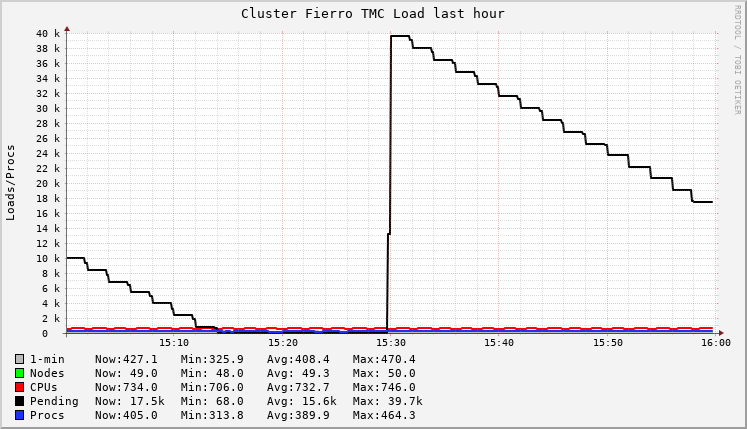 Cluster Fierro TMC Load last hour
RRDTOOL / TOBI OETIKER
Loads/Procs
40 k
38 k
36 k
34 k
32 k
30 k
28 k
26 k
24 k
22 k
20 k
18 k
16 k
14 k
12 k
10 k
8 k
6 k
4 k
2 k
0
15:10 15:20 15:30 15:40 15:50 16:00
1-min Now:427.1 Min:325.9 Avg:408.4 Max:470.4
Nodes Now: 49.0 Min: 48.0 Avg: 49.3 Max: 50.0
CPUs Now:734.0 Min:706.0 Avg:732.7 Max:746.0
Pending Now: 17.5k Min: 68.0 Avg: 15.6k Max: 39.7k
Procs Now:405.0 Min:313.8 Avg:389.9 Max:464.3